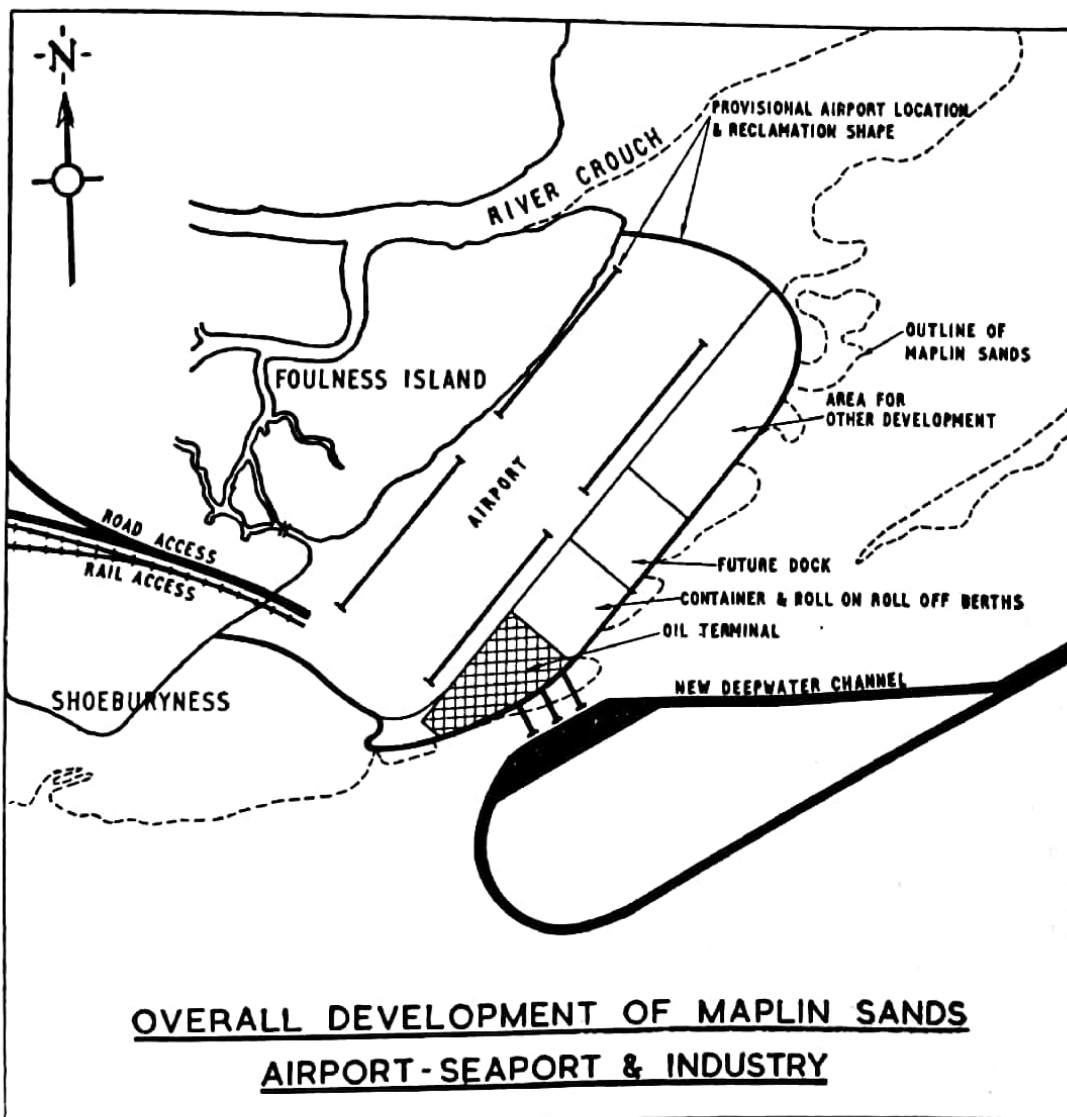 N
PROVISIONAL AIRPORT LOCATION
& RECLAMATION SHAPE
RIVER CROUCH
OUTLINE OF
MAPLIN SANDS
FOULNESS ISLAND
AREA FOR
OTHER DEVELOPMENT
AIRPORT
ROAD ACCESS
RAIL ACCESS
FUTURE DOCK
CONTAINER & ROLL ON ROLL OFF BERTHS
OIL TERMINAL
SHOEBURYNESS
NEW DEEPWATER CHANNEL
OVERALL DEVELOPMENT OF MAPLIN SANDS
AIRPORT-SEAPORT & INDUSTRY